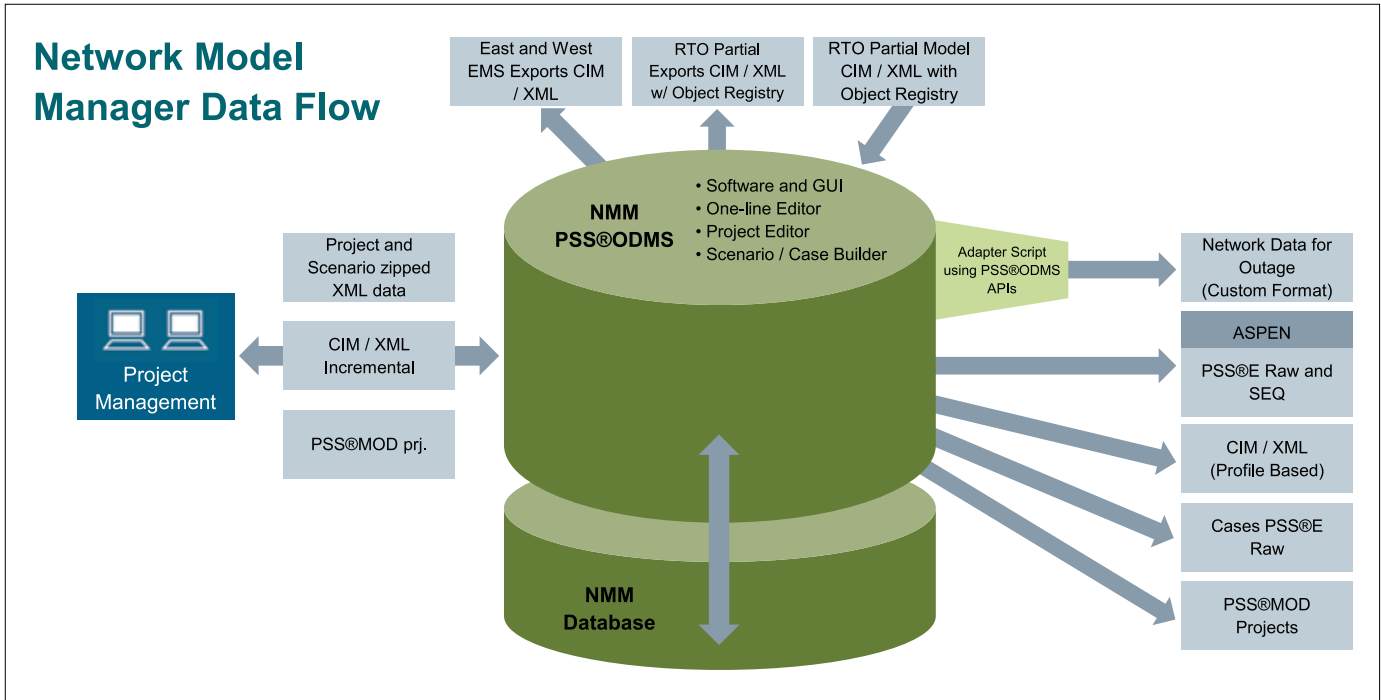 Network Model
Manager Data Flow
East and West
EMS Exports CIM
/ XML
RTO Partial
Exports CIM / XML
w/ Object Registry
RTO Partial Model
CIM / XML with
Object Registry
NMM
PSS®ODMS
• Software and GUI
• One-line Editor
• Project Editor
• Scenario / Case Builder
Project and
Scenario zipped
XML data
CIM / XML
Incremental
PSS®MOD prj.
Project
Management
Adapter Script
using PSS®ODMS
APIs
Network Data for
Outage
(Custom Format)
ASPEN
PSS®E Raw and
SEQ
CIM / XML
(Profile Based)
Cases PSS®E
Raw
PSS®MOD
Projects
NMM
Database